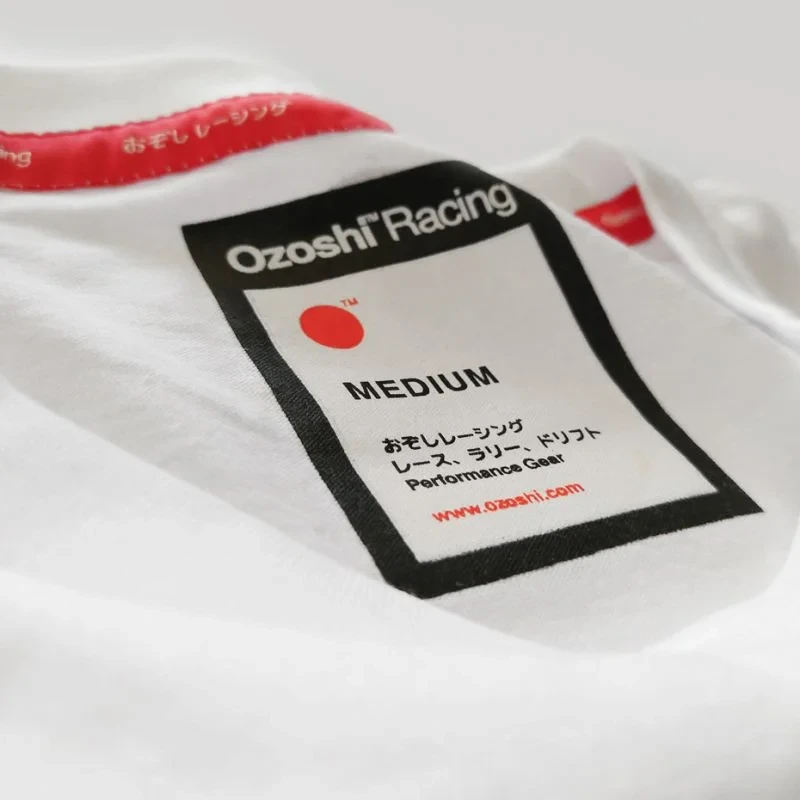 おぞしレーシング
Ozoshi™ Racing
TM
MEDIUM
おぞしレーシング
レース、ラリー、ドリフト
Performance Gear
www.ozoshi.com